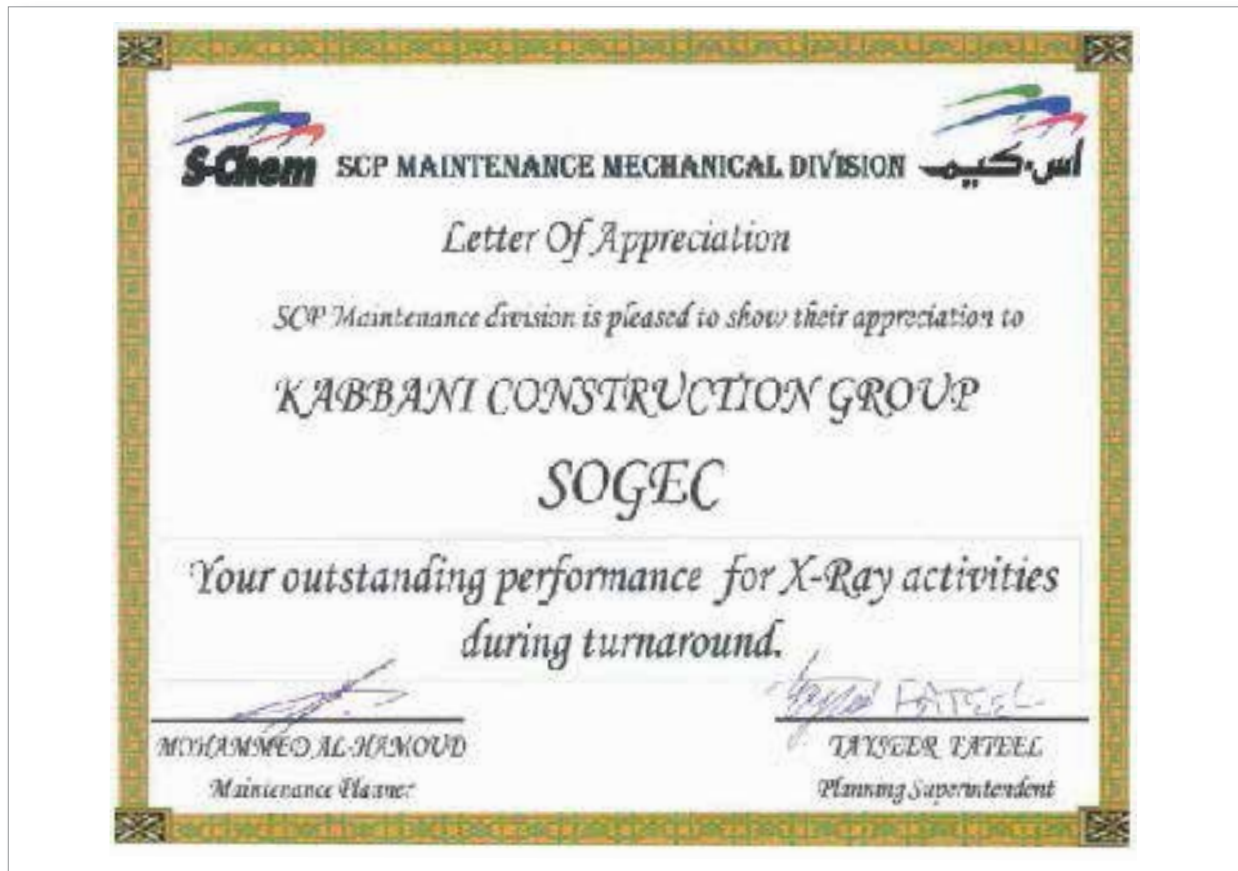 S-Chem SCP MAINTENANCE MECHANICAL DIVISION اس-كيم
Letter Of Appreciation
SCP Maintenance division is pleased to show their appreciation to
KABBANI CONSTRUCTION GROUP
SOGEC
Your outstanding performance for X-Ray activities
during turnaround.
FATEEL
MOHAMMED AL-HAMOUD TAYSEER FATEEL
Maintenance Planner Planning Superintendent